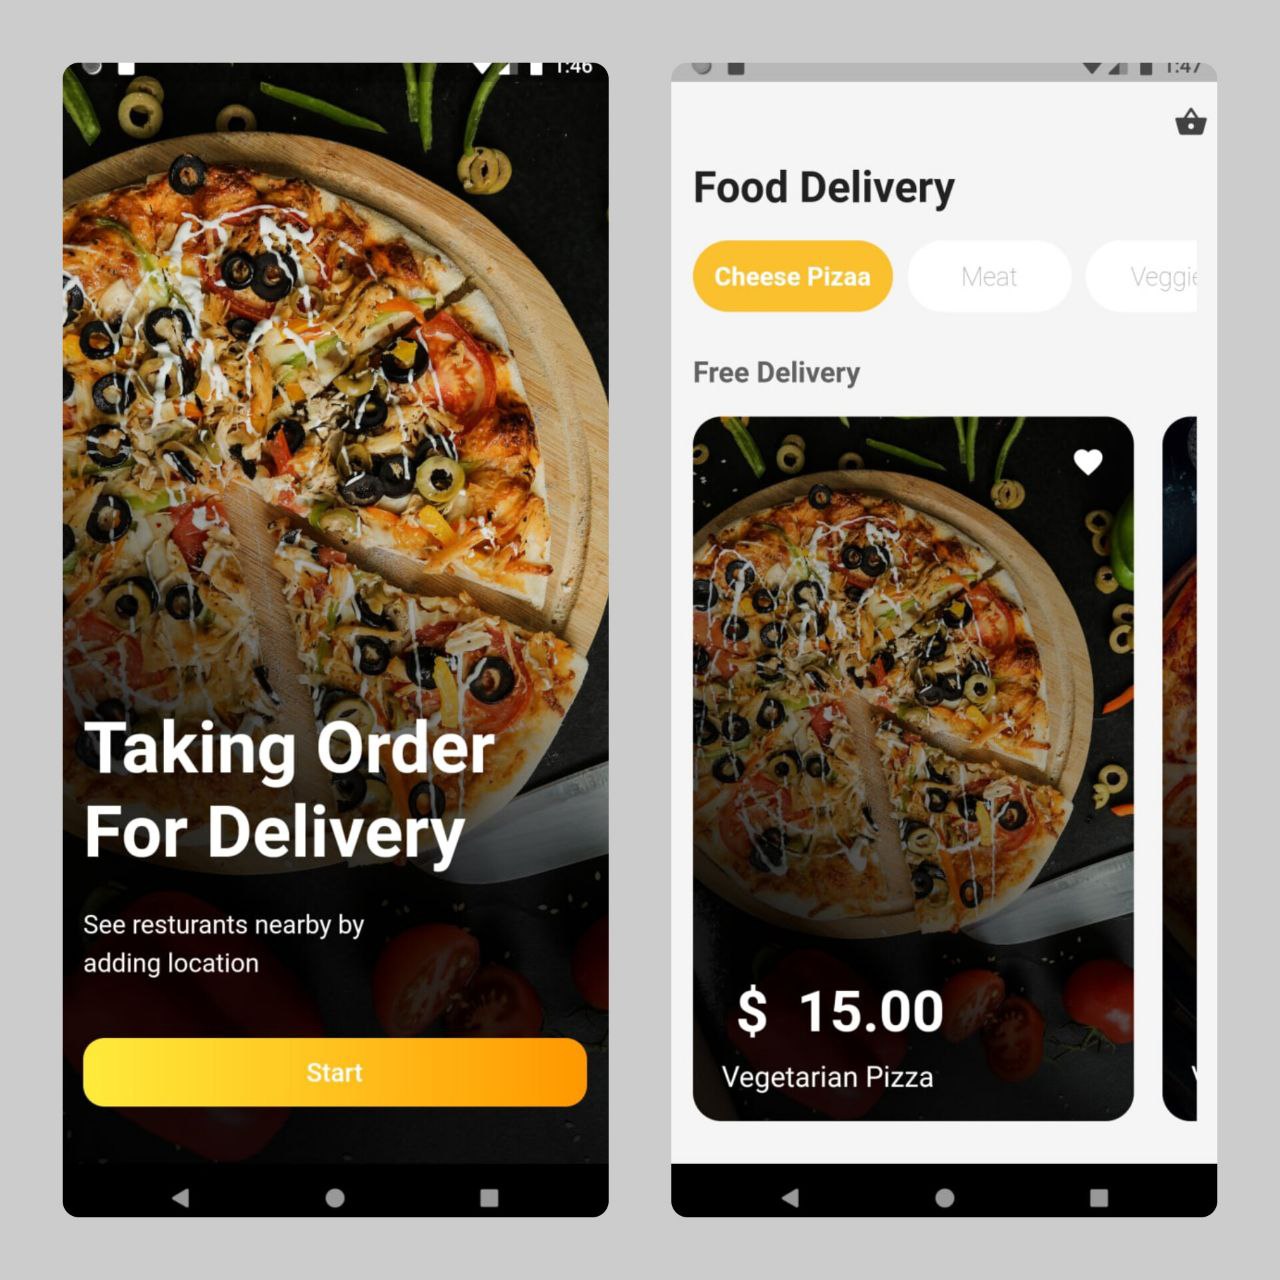 1:46
Taking Order
For Delivery
See resturants nearby by
adding location
Start
1:47
Food Delivery
Cheese Pizaa
Meat
Veggie
Free Delivery
$ 15.00
Vegetarian Pizza